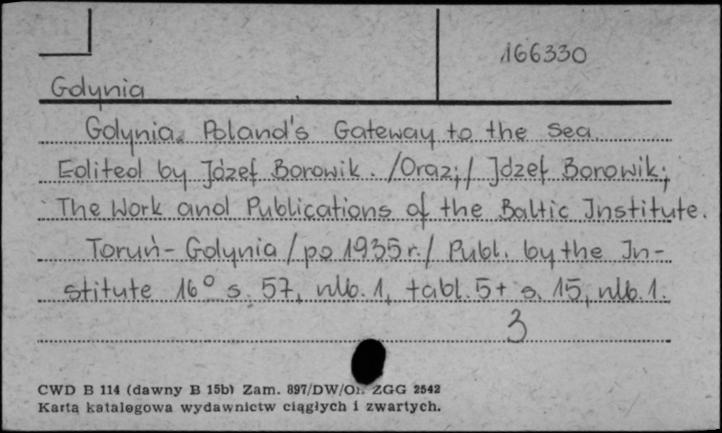 166330
Gdynia
Gdynia. Poland's Gateway to the Sea.
Edited by Józef Borowik. /Oraz:/ Józef Borowik:
The Work and Publications of the Baltic Institute.
Toruń - Gdynia /po 1935 r./ Publ. by the In-
stitute 16° s. 57, nlb. 1, tabl. 5 + s. 15, nlb. 1.
3
CWD B 114 (dawny B 15b) Zam. 897/DW/ ZGG 2542
Karta katalogowa wydawnictw ciągłych i zwartych.